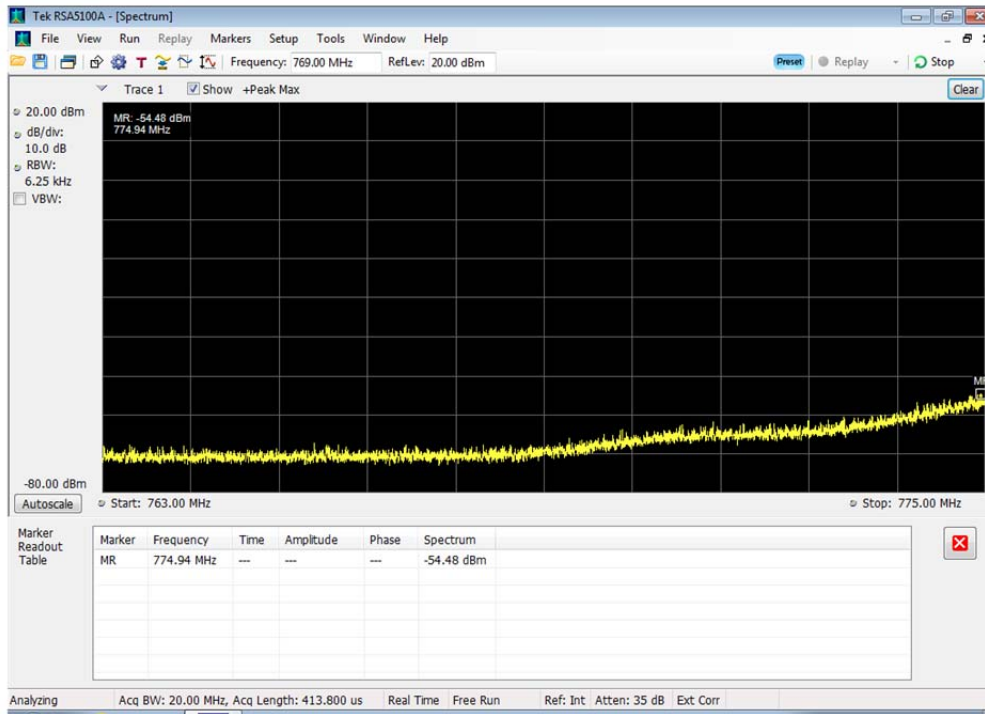 Tek RSA5100A - [Spectrum]
File View Run Replay Markers Setup Tools Window Help
T Frequency: 769.00 MHz RefLev: 20.00 dBm Preset Replay Stop
Trace 1 Show +Peak Max Clear
20.00 dBm
MR: -54.48 dBm
774.94 MHz
dB/div:
10.0 dB
RBW:
6.25 kHz
VBW:
-80.00 dBm
Autoscale Start: 763.00 MHz Stop: 775.00 MHz
Marker Readout Table
Marker Frequency Time Amplitude Phase Spectrum
MR 774.94 MHz --- --- --- -54.48 dBm
Analyzing Acq BW: 20.00 MHz, Acq Length: 413.800 us Real Time Free Run Ref: Int Atten: 35 dB Ext Corr